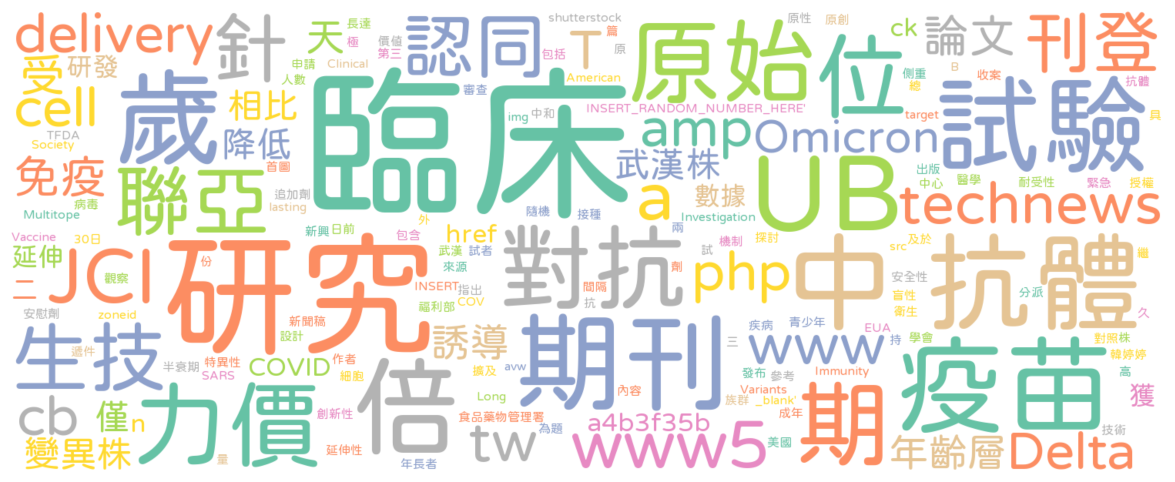 delivery 針 天 認同 T 篇 原 原性 原創 ck 論文 刊登
長達 極 價值 第三 shutterstock 包括
受 研發 申請 人數 Clinical 審查 American 原始 位 側重 總 B 收案 抗體
cell 歲 相比 臨床 img 中和 INSERT_RANDOM_NUMBER_HERE' target 試驗 具
TFDA Society 降低 amp Omicron
免疫 首圖 武漢株 出版 中心 醫學 耐受性 緊急 授權
病毒 聯亞 追加劑 lasting 數據 UB technews
Multitope 隨機 接種 a Investigation
Vaccine 30日 新興 日前 外 href 兩
延伸 包含 武漢 試者 對抗 試 機制 探討 src 及於 繼
JCI 觀察 研究 份 來源 劑 php 中 安全性 抗體
二 INSERT 指出 間隔 盲性 分派
安慰劑 zoneid 新聞稿 福利部 COV 抗 衛生 久
生技 遞件 設計 誘導 期刊 疾病 青少年 EUA 學會 對照 株
半衰期 特異性 作者 三 www 持 疫苗 韓婷婷
SARS COVID 細胞 擴及 avw 發布 參考 Immunity 高
cb 僅 n 力價 創新性 倍 Long 內容 Variants 期 獲
食品藥物管理署 為題 族群 _blank' 成年
變異株 延伸性 tw a4b3f35b 美國 年齡層 技術
量 年長者 www5 Delta